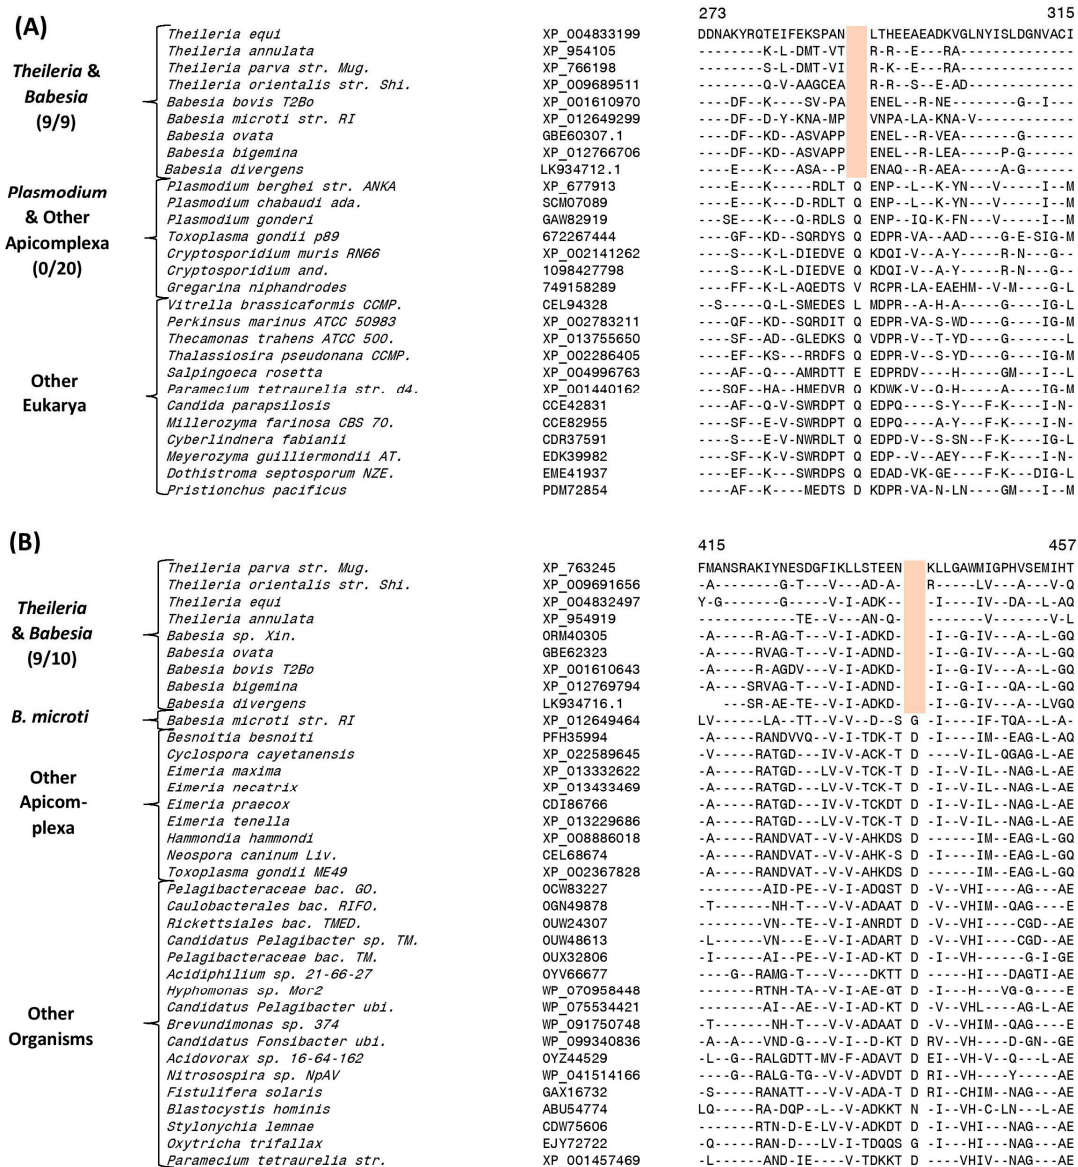 (A)
273 315
Theileria & Babesia (9/9)
Theileria equi XP_004833199 DDNAKYRQTEIFEKSPAN LTHEEAEADKVGLNYISLDGNVACI
Theileria annulata XP_954105 --------K-L-DMT-VT R-R--E---RA--------------
Theileria parva str. Mug. XP_766198 --------S-L-DMT-VI R-K--E---RA--------------
Theileria orientalis str. Shi. XP_009689511 --------Q-V-AAGCEA R-R--S---E-AD-------------
Babesia bovis T2Bo XP_001610970 ----DF--K----SV-PA ENEL--R-NE--------G--I---
Babesia microti str. RI XP_012649299 ----DF--D-Y-KNA-MP VNPA-LA-KNA-V------------
Babesia ovata GBE60307.1 ----DF--KD--ASVAPP ENEL--R-VEA-------G------
Babesia bigemina XP_012766706 ----DF--KD--ASVAPP ENEL--R-LEA-----P-G------
Babesia divergens LK934712.1 ----DF--KD--ASA--P ENAQ--R-AEA-----A-G------
Plasmodium & Other Apicomplexa (0/20)
Plasmodium berghei str. ANKA XP_677913 ----E---K-----RDLT Q ENP--L--K-YN---V-----I--M
Plasmodium chabaudi ada. SCM07089 ----E---K---D-RDLS Q ENP--L--K-YN---V-----I--M
Plasmodium gonderi GAW82919 ---SE---K---Q-RDLS Q ENP--IQ-K-FN---V-----I--M
Toxoplasma gondii p89 672267444 ----GF--KD--SQRDYS Q EDPR-VA--AAD----G-E-SIG-M
Cryptosporidium muris RN66 XP_002142261 ----S---K-L-DIEDVE Q KDQI-V--A-Y-----R-N---G--
Cryptosporidium and. 1098427798 ----S---K-L-DIEDVE Q KDQI-V--A-Y-----R-N---G--
Gregarina niphandrodes 749158289 ----FF--K-L-AQEDTS V RCPR-LA-EAEHM--V-M----G-L
Other Eukarya
Vitrella brassicaformis CCMP. CEL94328 --S-----Q-L-SMEDES L MDPR--A-H-A------G----G-L
Perkinsus marinus ATCC 50983 XP_002783211 ----QF--KD--SQRDIT Q EDPR-VA-S-WD-----G---IG-M
Thecamonas trahens ATCC 500. XP_013755650 ----SF--AD--GLEDKS Q VDPR-V--T-YD-----G-----L
Thalassiosira pseudonana CCMP. XP_002286405 ----EF--KS---RRDFS Q EDPR-V--S-YD-----G---IG-M
Salpingoeca rosetta XP_004996763 ----AF--Q---AMRDTT E EDPRDV---H------GM---I--L
Paramecium tetraurelia str. d4. XP_001440162 ---SQF--HA--HMEDVR Q KDWK-V--Q---H-----A----IG-M
Candida parapsilosis CCE42831 ----AF--Q-V-SWRDPT Q EDPQ----S-Y---F-K----I-N-
Millerozyma farinosa CBS 70. CCE82955 ----SF--E-V-SWRDPT Q EDPQ----S-Y---F-K----I-N-
Cyberlindnera fabianii CDR37591 ----S---E-V-NWRDLT Q EDPD-V--S-SN--F-K----IG-L
Meyerozyma guilliermondii AT. EDK39982 ----SF--K-V-SWRDPT Q EDP--V--AEY---F-K----I-N-
Dothistroma septosporum NZE. EME41937 ----EF--K---SWRDPS Q EDAD-VK-GE----F-K---DIG-L
Pristionchus pacificus PDM72854 ----AF--K----MEDTS D KDPR-VA-N-LN----GM---I--M
(B)
415 457
Theileria & Babesia (9/10)
Theileria parva str. Mug. XP_763245 FMANSRAKIYNESDGFIKLLSTEEN KLLGAWMIGPHVSEMIHT
Theileria orientalis str. Shi. XP_009691656 -A--------G-T---V-I--AD-A- R-----LV---A----V-Q
Theileria equi XP_004832497 Y-G-------G-----V-I-ADK-- -I----IV--DA--L-AQ
Theileria annulata XP_954919 ------------TE---AN-Q ---------------V-L
Babesia sp. Xin. ORM40305 -A-----R-AG-T---V-I-ADKD- -I--G-IV---A--L-GQ
Babesia ovata GBE62323 -A-----RVAG-T---V-I-ADND- -I--G-IV---A--L-GQ
Babesia bovis T2Bo XP_001610643 -A-----R-AGDV---V-I-ADKD- -I----IV---A--L-GQ
Babesia bigemina XP_012769794 -A----SRVAG-T---V-I-ADND- -I--G-IV--QA--L-GQ
Babesia divergens LK934716.1 ---SR-AE-TE--V-I-ADKD- -I--G-IV---A--LVGQ
B. microti
Babesia microti str. RI XP_012649464 LV------LA--TT--V-V--D--S G -I----IF-TQA--L-A-
Other Apicom-plexa
Besnoitia besnoiti PFH35994 -A-----RANDVVQ--V-I-TDK-T D -I----IM-EAG-L-GQ
Cyclospora cayetanensis XP_022589645 -V-----RATGD---IV-V-ACK-T D -----V-IL-QGAG-L-AE
Eimeria maxima XP_013332622 -A-----RATGD---LV-V-TCK-T D -I---V-IL--NAG-L-AE
Eimeria necatrix XP_013433469 -A-----RATGD---LV-V-TCK-T D -I---V-IL--NAG-L-AE
Eimeria praecox CDI86766 -A-----RATGD---IV-V-TCKDT D -I---V-IL--NAG-L-AE
Eimeria tenella XP_013229686 -A-----RATGD---LV-V-TCK-T D -I---V-IL--NAG-L-AE
Hammondia hammondi XP_008886018 -A-----RANDVAT--V-V-AHKDS D ------IM--EAG-L-GQ
Neospora caninum Liv. CEL68674 -A-----RANDVAT--V-V-AHK-S D -I----IM--EAG-L-GQ
Toxoplasma gondii ME49 XP_002367828 -A-----RANDVAT--V-V-AHKDS D ------IM--EAG-L-GQ
Other Organisms
Pelagibacteraceae bac. GO. OCW83227 --------AID-PE--V-I-ADQST D -V--VHI----AG---AE
Caulobacterales bac. RIFO. OGN49878 -T-------NH-T---V-V-ADAAT D -V--VHIM--QAG----E
Rickettsiales bac. TMED. OUW24307 --------VN--TE--V-I-ANRDT D -V--VHI----CGD--AE
Candidatus Pelagibacter sp. TM. OUW48613 -L------VN---E--V-I-ADART D -V--VHI----CGD--AE
Pelagibacteraceae bac. TM. OUX32806 -I------AI--PE--V-I-AD-KT D -I--VH------G-I-GE
Acidiphilium sp. 21-66-27 OYV66677 ----G--RAMG-T---V----DKTT D -----HI---DAGTI-AE
Hyphomonas sp. Mor2 WP_070958448 -------RTNH-TA--V-I-AE-GT D -I---H---VG-G----E
Candidatus Pelagibacter ubi. WP_075534421 --------AI--AE--V-I-AD-KT D -V--VHL----AG-L-AE
Brevundimonas sp. 374 WP_091750748 -T-------NH-T---V-V-ADAAT D -V--VHIM--QAG----E
Candidatus Fonsibacter ubi. WP_099340836 -A--A----VND-G---V-I--D-KT D RV--VH----D-GN---GE
Acidovorax sp. 16-64-162 OYZ44529 -L--G--RALGDTT-MV-F-ADAVT D EI--VH-V--Q---L-AE
Nitrosospira sp. NpAV WP_041514166 ----G--RALG-TG--V-V-ADVDT D RI--VH----Y-----AE
Fistulifera solaris GAX16732 -S-----RANATT---V-V-ADA-T D RI--CHIM--NAG---AE
Blastocystis hominis ABU54774 LQ-----RA-DQP--L--V-ADKKT N -I---VH-C-LN---L-AE
Stylonychia lemnae CDW75606 -------RTN-D-E-LV-I-TDKKT D -I---VHI---NAG---AE
Oxytricha trifallax EJY72722 -Q-----RAN-D---LV-I-TDQQS G -I---VHI---NAG---AE
Paramecium tetraurelia str. XP_001457469 -L------AND-IE--V-V-TDKKT D -I---VHI---NAG---AE